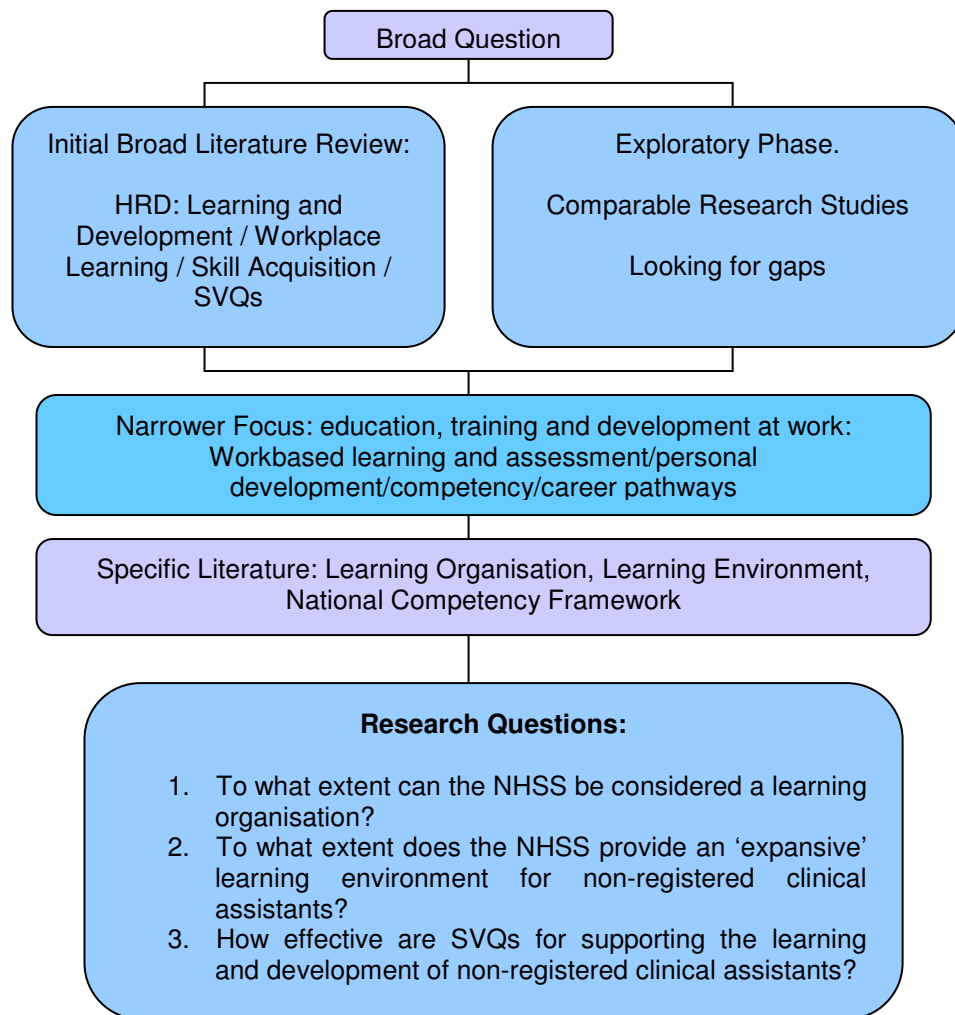 Broad Question
Initial Broad Literature Review:
HRD: Learning and
Development / Workplace
Learning / Skill Acquisition /
SVQs
Exploratory Phase.
Comparable Research Studies
Looking for gaps
Narrower Focus: education, training and development at work:
Workbased learning and assessment/personal
development/competency/career pathways
Specific Literature: Learning Organisation, Learning Environment,
National Competency Framework
Research Questions:
1. To what extent can the NHSS be considered a learning
organisation?
2. To what extent does the NHSS provide an ‘expansive’
learning environment for non-registered clinical
assistants?
3. How effective are SVQs for supporting the learning
and development of non-registered clinical assistants?